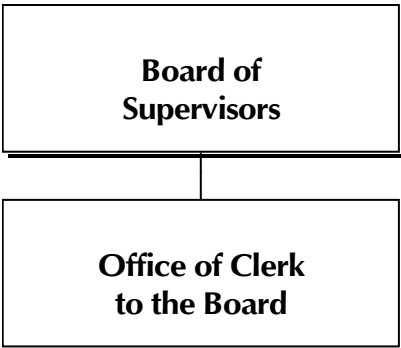 Board of
Supervisors
Office of Clerk
to the Board